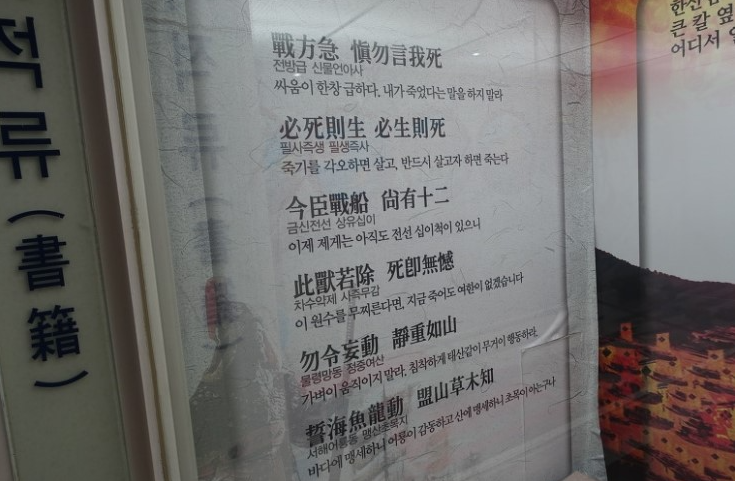 적류(書籍)
戰方急 愼勿言我死
전방급 신물언아사
싸움이 한창 급하다. 내가 죽었다는 말을 하지 말라
必死則生 必生則死
필사즉생 필생즉사
죽기를 각오하면 살고, 반드시 살고자 하면 죽는다
今臣戰船 尙有十二
금신전선 상유십이
이제 제게는 아직도 전선 십이척이 있으니
此獸若除 死卽無憾
차수약제 사즉무감
이 원수를 무찌른다면, 지금 죽어도 여한이 없겠습니다
勿令妄動 靜重如山
물령망동 정중여산
가벼이 움직이지 말라, 침착하게 태산같이 무거이 행동하라.
誓海魚龍動 盟山草木知
서해어룡동 맹산초목지
바다에 맹세하니 어룡이 감동하고 산에 맹세하니 초목이 아는구나
큰 칼 옆
어디서